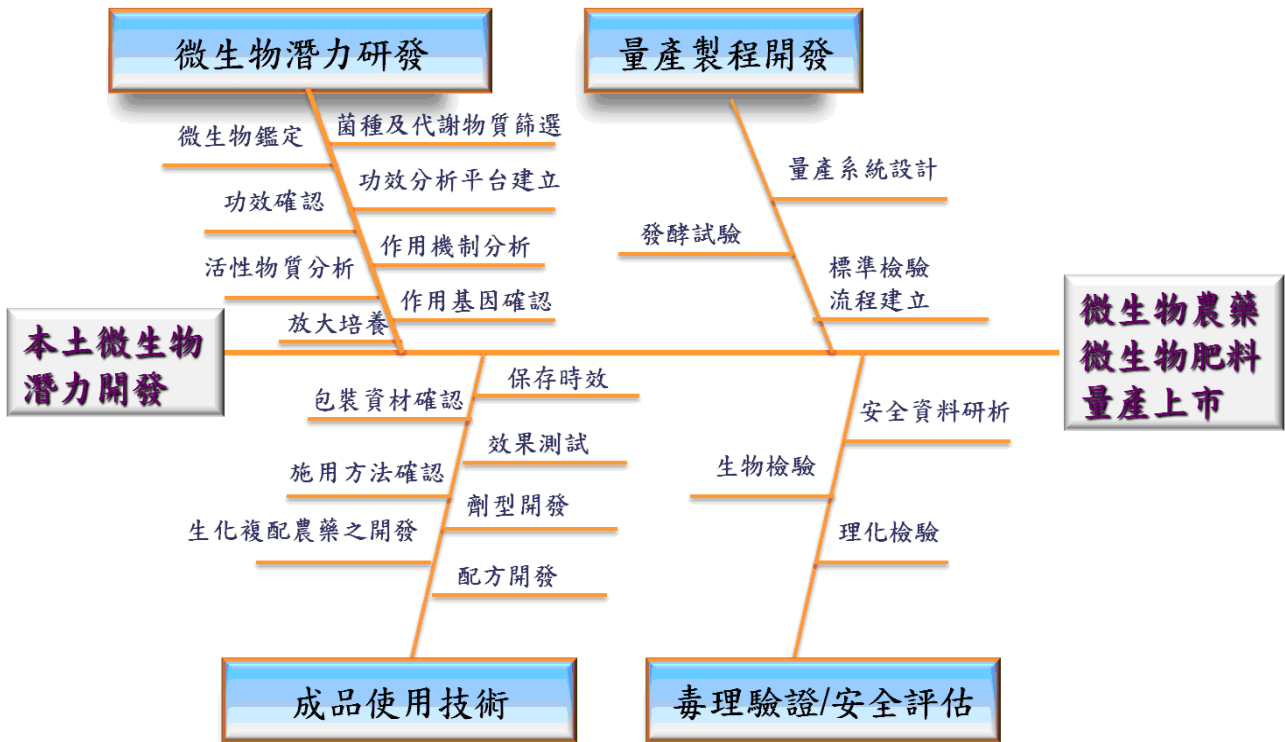 微生物潛力研發
量產製程開發
微生物鑑定
菌種及代謝物質篩選
功效確認
功效分析平台建立
活性物質分析
作用機制分析
放大培養
作用基因確認
量產系統設計
發酵試驗
標準檢驗
流程建立
本土微生物
潛力開發
微生物農藥
微生物肥料
量產上市
包裝資材確認
保存時效
施用方法確認
效果測試
生化複配農藥之開發
劑型開發
配方開發
安全資料研析
生物檢驗
理化檢驗
成品使用技術
毒理驗證/安全評估